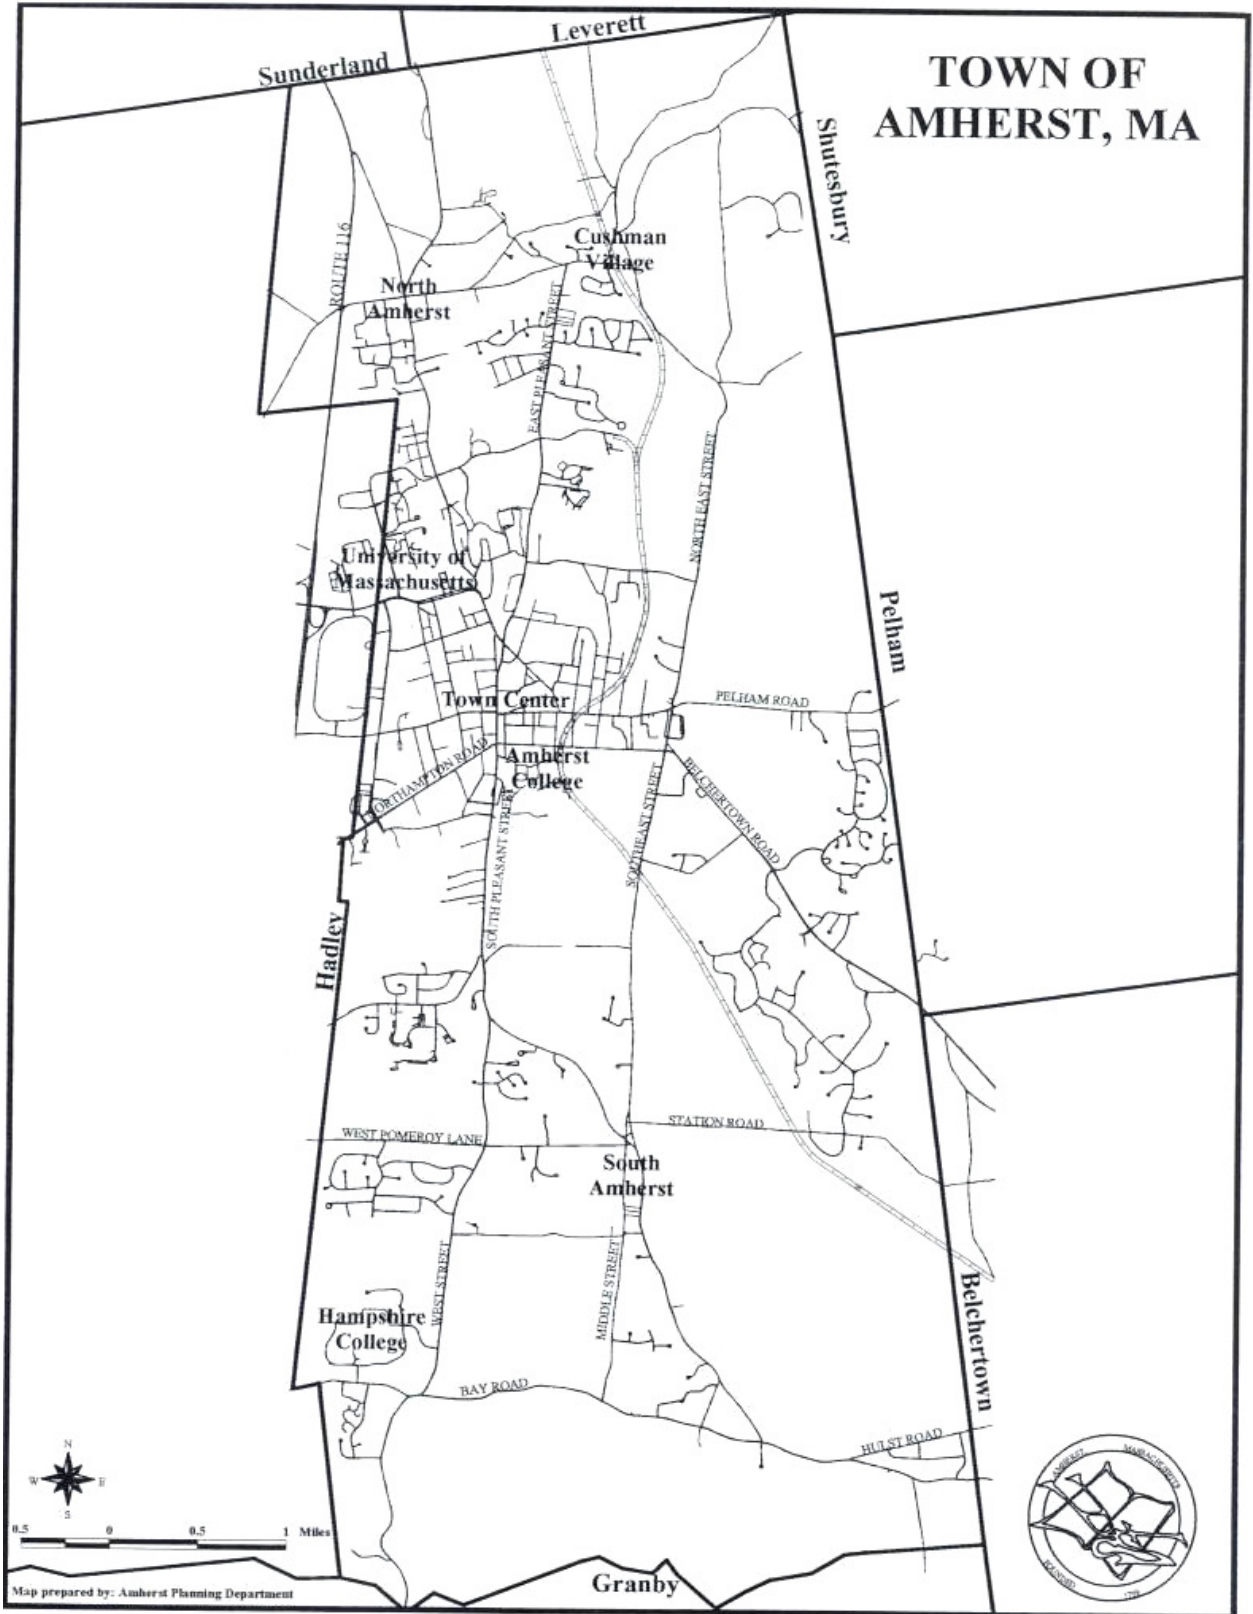 TOWN OF
AMHERST, MA
Leverett
Sunderland
Shutesbury
Cushman
Village
ROUTE 116
North
Amherst
EAST PLEASANT STREET
NORTH EAST STREET
University of
Massachusetts
Pelham
Town Center
PELHAM ROAD
NORTHAMPTON ROAD
Amherst
College
BELCHERTOWN ROAD
SOUTHEAST STREET
SOUTH PLEASANT STREET
Hadley
WEST POMEROY LANE
STATION ROAD
South
Amherst
WEST STREET
MIDDLE STREET
Hampshire
College
Belchertown
BAY ROAD
HULST ROAD
N
W
E
S
0.5 0 0.5 1 Miles
AMHERST, MASSACHUSETTS
FOUNDED
Granby
Map prepared by: Amherst Planning Department